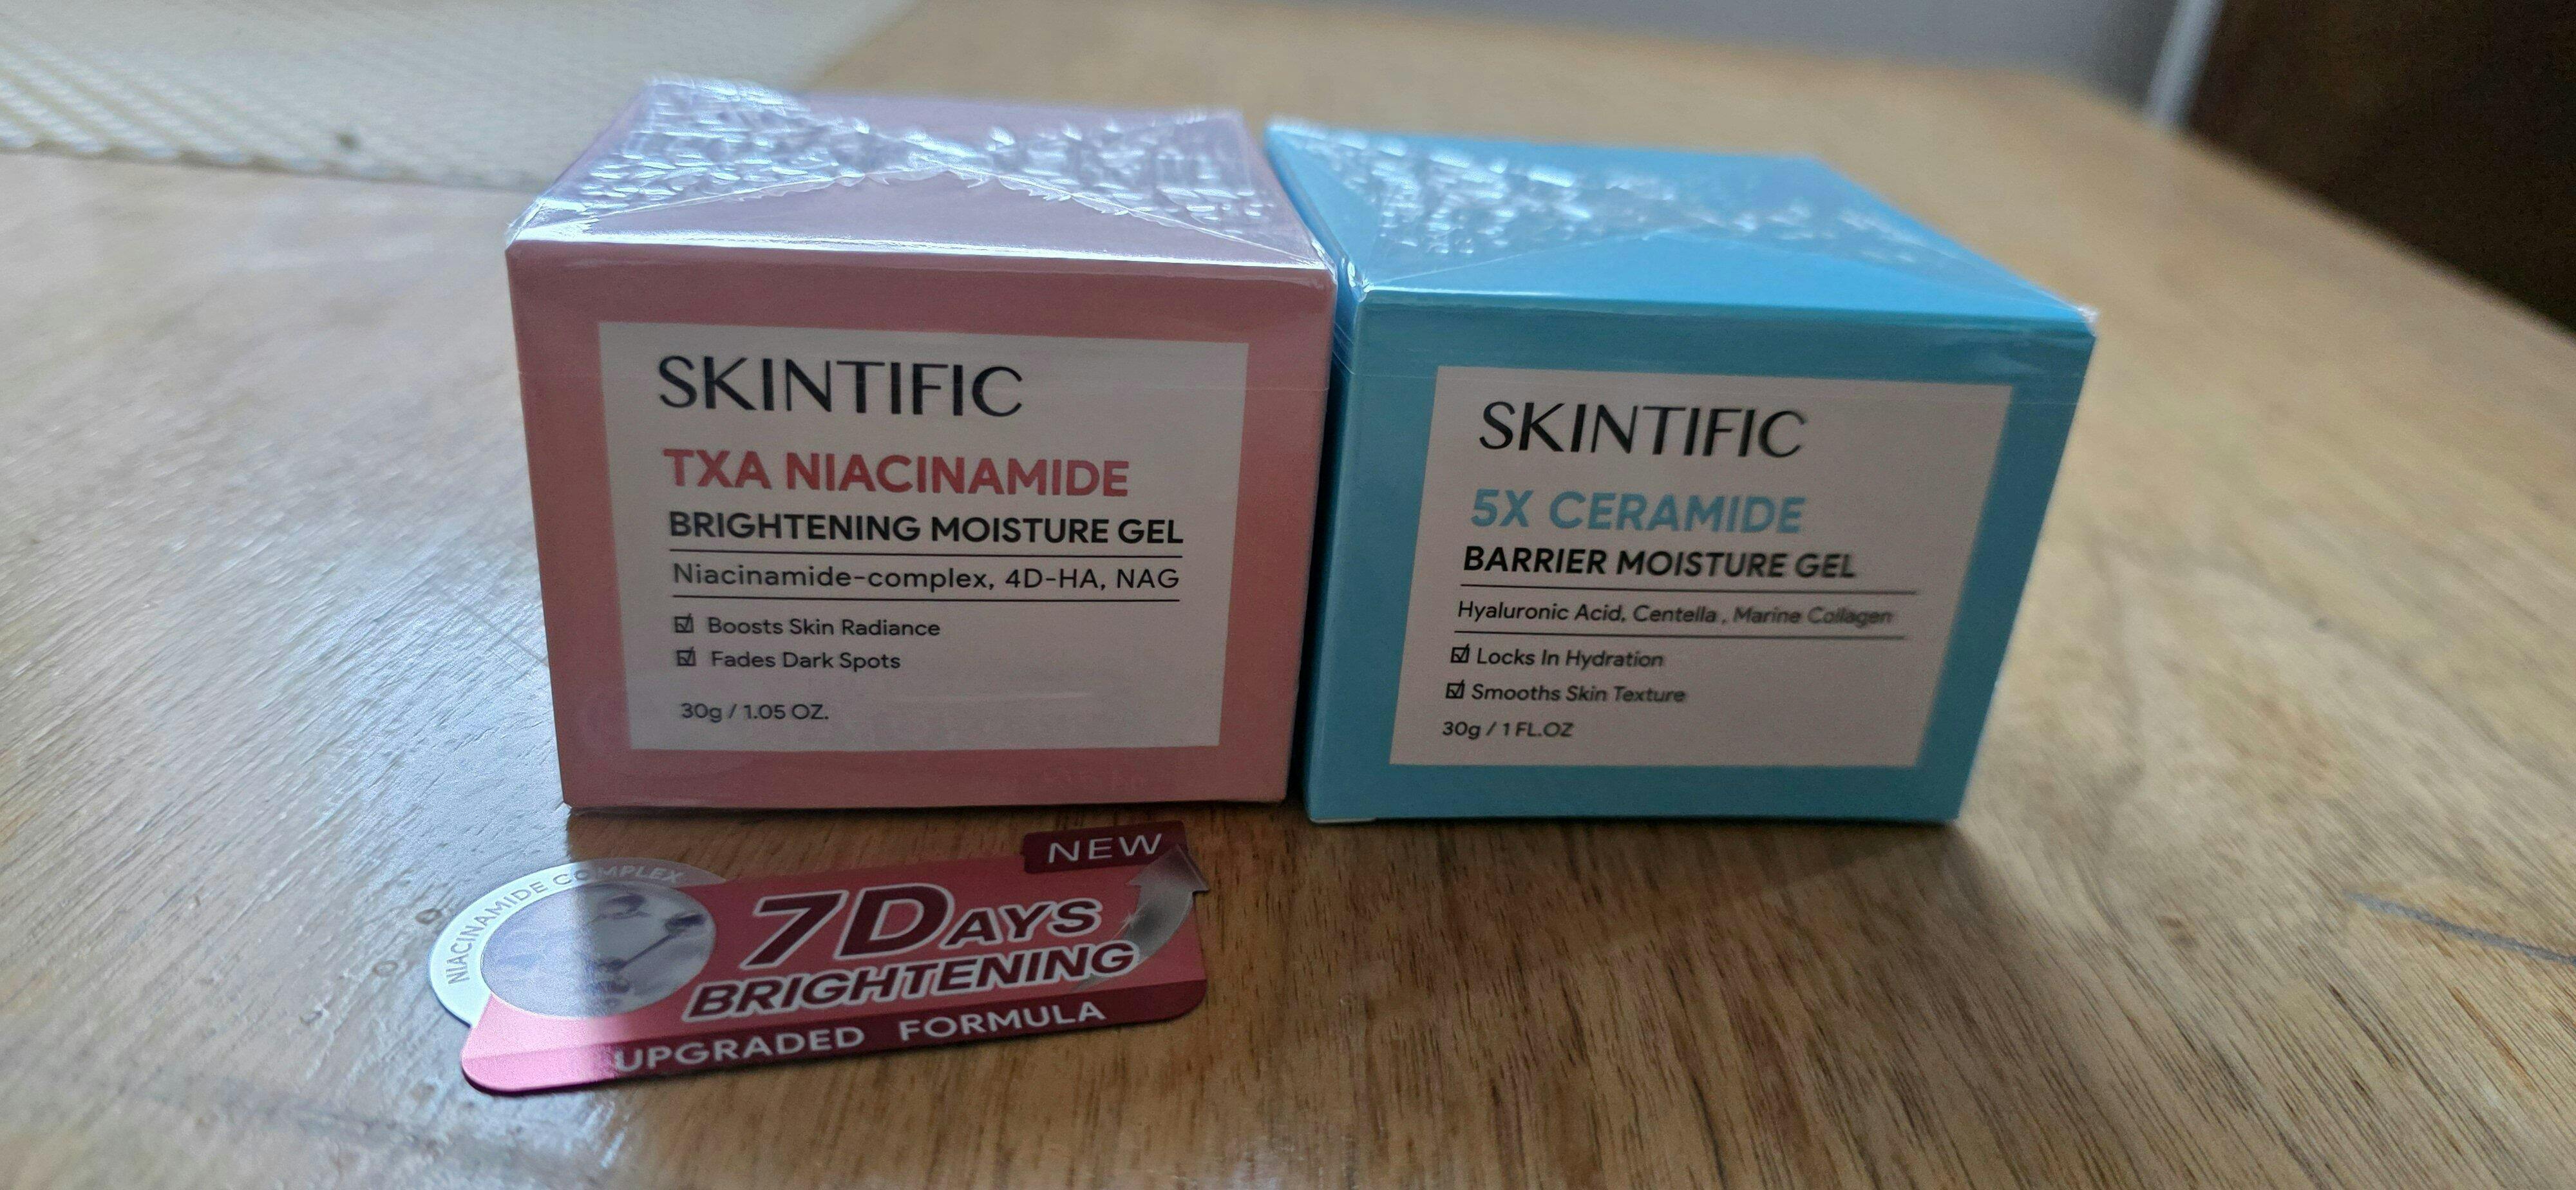 SKINTIFIC
TXA NIACINAMIDE
BRIGHTENING MOISTURE GEL
Niacinamide-complex, 4D-HA, NAG
☑ Boosts Skin Radiance
☑ Fades Dark Spots
30g / 1.05 OZ.
SKINTIFIC
5X CERAMIDE
BARRIER MOISTURE GEL
Hyaluronic Acid, Centella , Marine Collagen
☑ Locks In Hydration
☑ Smooths Skin Texture
30g / 1 FL.OZ
NEW
NIACINAMIDE COMPLEX
7DAYS
BRIGHTENING
UPGRADED FORMULA